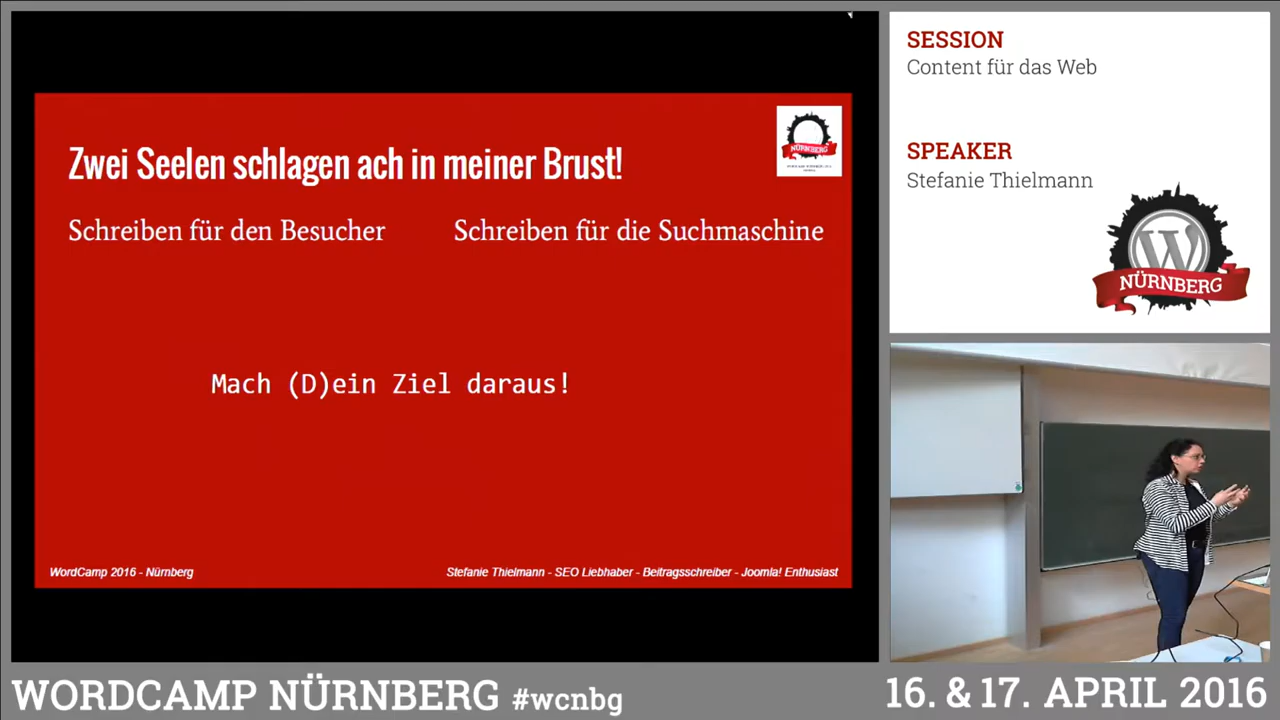 Zwei Seelen schlagen ach in meiner Brust!
NÜRNBERG
Schreiben für den Besucher
Schreiben für die Suchmaschine
Mach (D)ein Ziel daraus!
WordCamp 2016 - Nürnberg
Stefanie Thielmann - SEO Liebhaber - Beitragsschreiber - Joomla! Enthusiast
SESSION
Content für das Web
SPEAKER
Stefanie Thielmann
W
NÜRNBERG
WORDCAMP NÜRNBERG #wcnbg
16. & 17. APRIL 2016